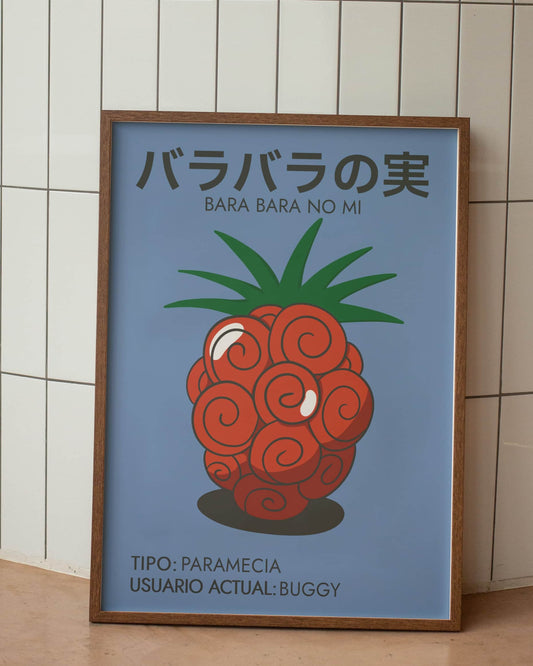 バラバラの実
BARA BARA NO MI
TIPO: PARAMECIA
USUARIO ACTUAL: BUGGY